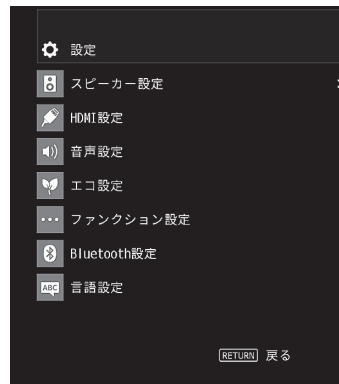 設定
スピーカー設定
HDMI設定
音声設定
エコ設定
ファンクション設定
Bluetooth設定
ABC 言語設定
RETURN 戻る